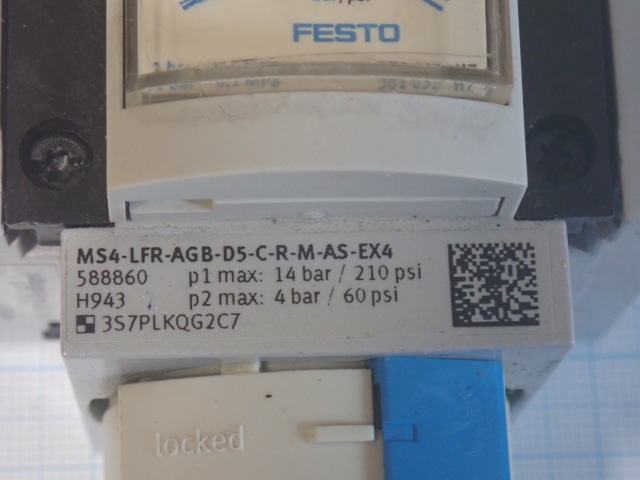 FESTO
MS4-LFR-AGB-D5-C-R-M-AS-EX4
588860 p1 max: 14 bar / 210 psi
H943 p2 max: 4 bar / 60 psi
3S7PLKQG2C7
locked